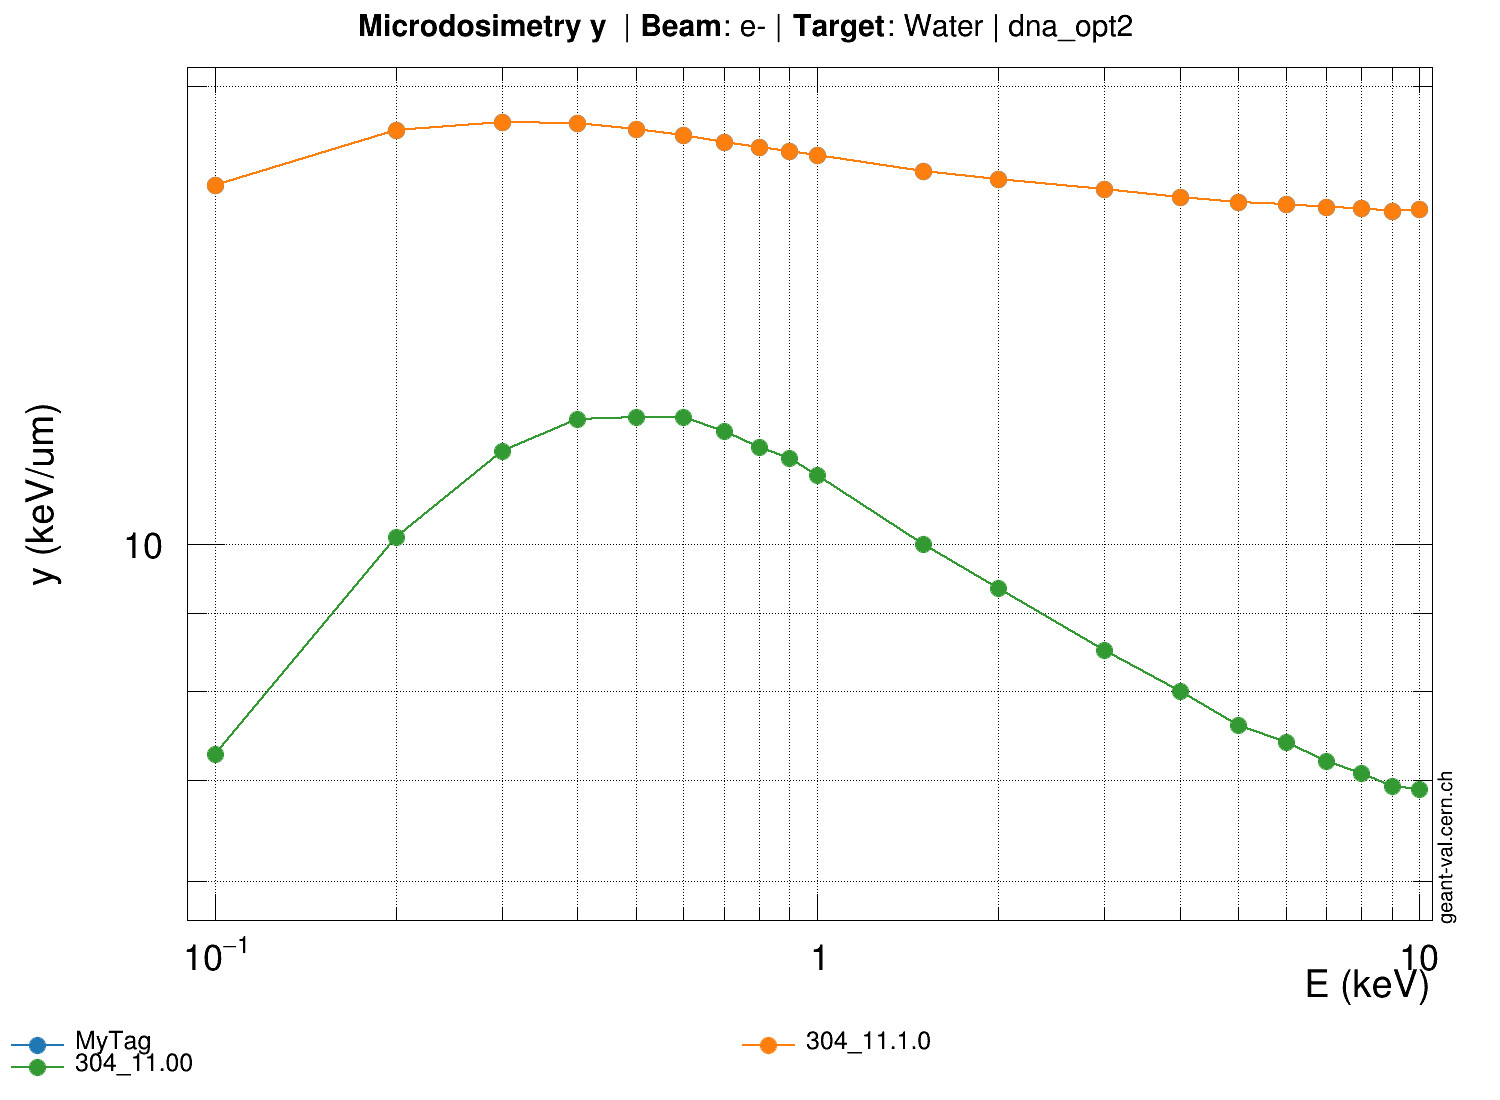 Microdosimetry y | Beam: e- | Target: Water | dna_opt2
y (keV/um)
10
10⁻¹
1
10
E (keV)
geant-val.cern.ch
MyTag
304_11.1.0
304_11.00